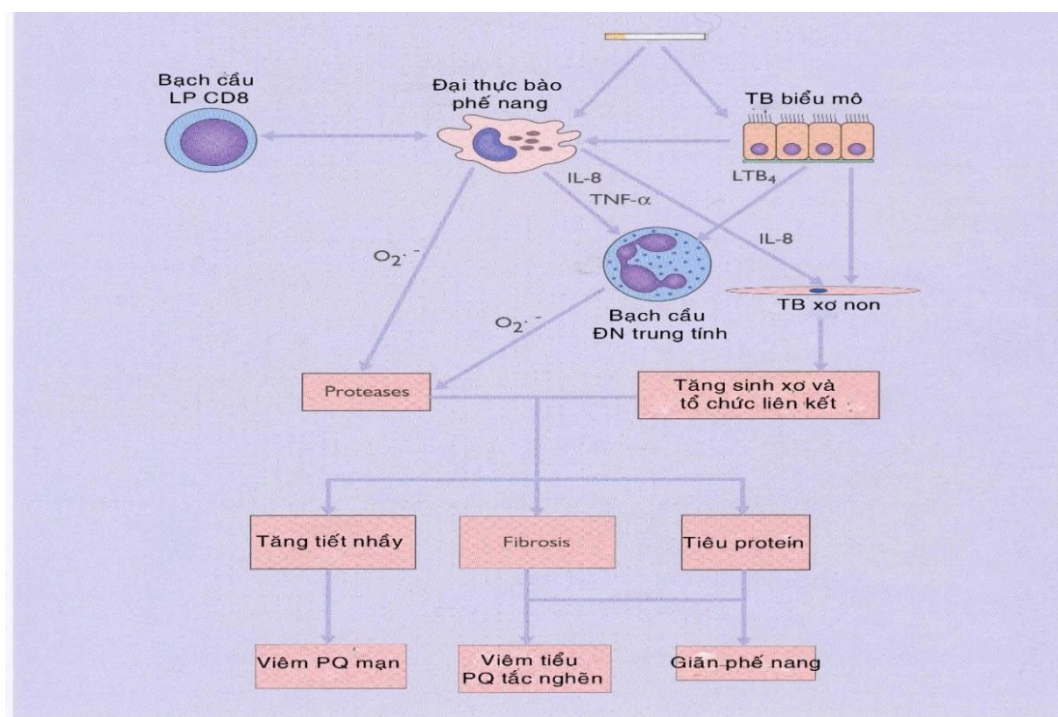 Bạch cầu
LP CD8
Đại thực bào
phế nang
TB biểu mô
IL-8
TNF-α
LTB₄
IL-8
O₂·⁻
O₂·⁻
Bạch cầu
ĐN trung tính
TB xơ non
Proteases
Tăng sinh xơ và
tổ chức liên kết
Tăng tiết nhầy
Fibrosis
Tiêu proteín
Viêm PQ mạn
Viêm tiểu
PQ tắc nghẽn
Giãn phế nang